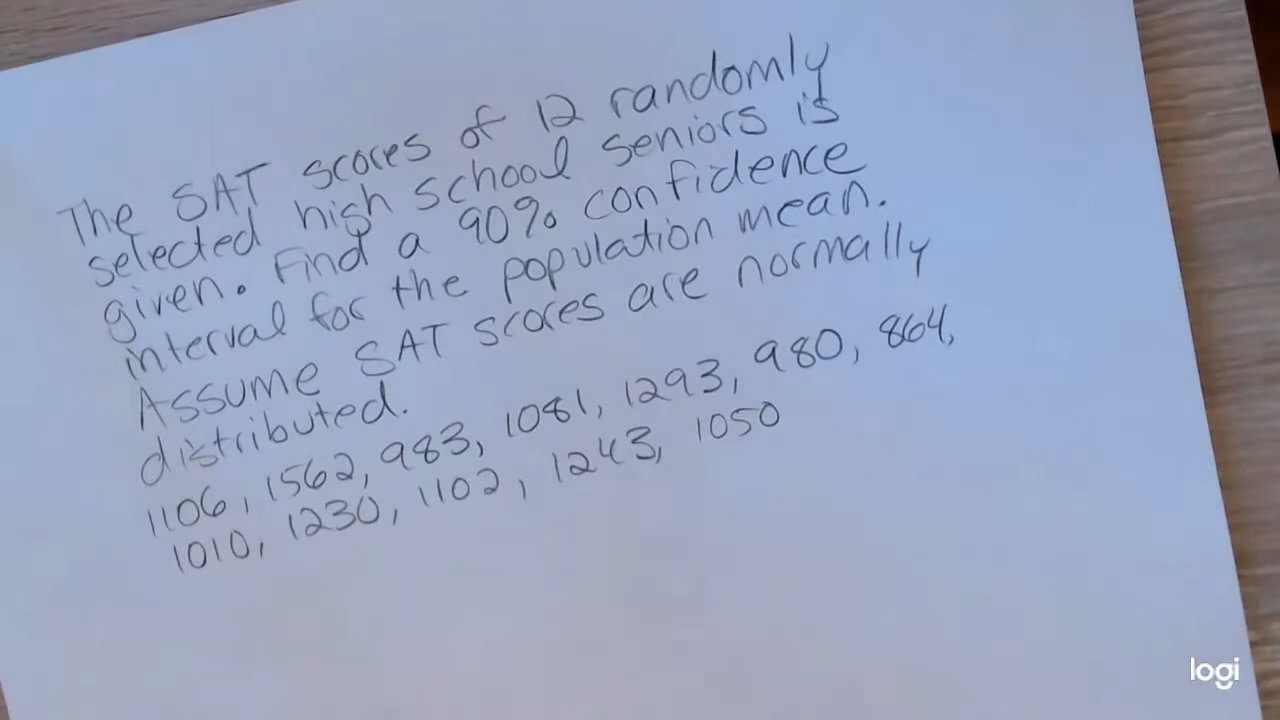 The SAT scores of 12 randomly
selected high school seniors is
given. Find a 90% confidence
interval for the population mean.
Assume SAT scores are normally
distributed.
1106, 1562, 983, 1081, 1293, 980, 864,
1010, 1230, 1102, 1243, 1050
logi